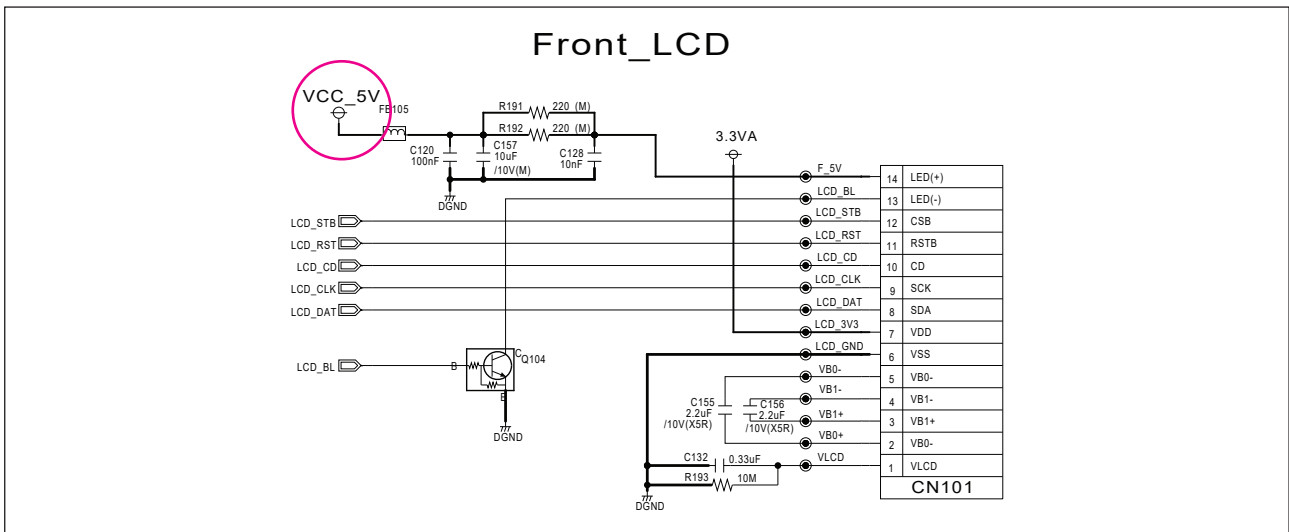 Front_LCD
VCC_5V
FB105
R191 220 (M)
R192 220 (M)
C120
100nF
C157
10uF
/10V(M)
C128
10nF
DGND
3.3VA
F_5V
14 LED(+)
LCD_BL
13 LED(-)
LCD_STB
LCD_STB
12 CSB
LCD_RST
LCD_RST
11 RSTB
LCD_CD
LCD_CD
10 CD
LCD_CLK
LCD_CLK
9 SCK
LCD_DAT
LCD_DAT
8 SDA
LCD_3V3
7 VDD
LCD_GND
6 VSS
LCD_BL
B
C
Q104
E
DGND
VB0-
5 VB0-
VB1-
4 VB1-
C155
2.2uF
/10V(X5R)
C156
2.2uF
/10V(X5R)
VB1+
3 VB1+
VB0+
2 VB0-
C132 0.33uF
VLCD
1 VLCD
R193 10M
DGND
CN101